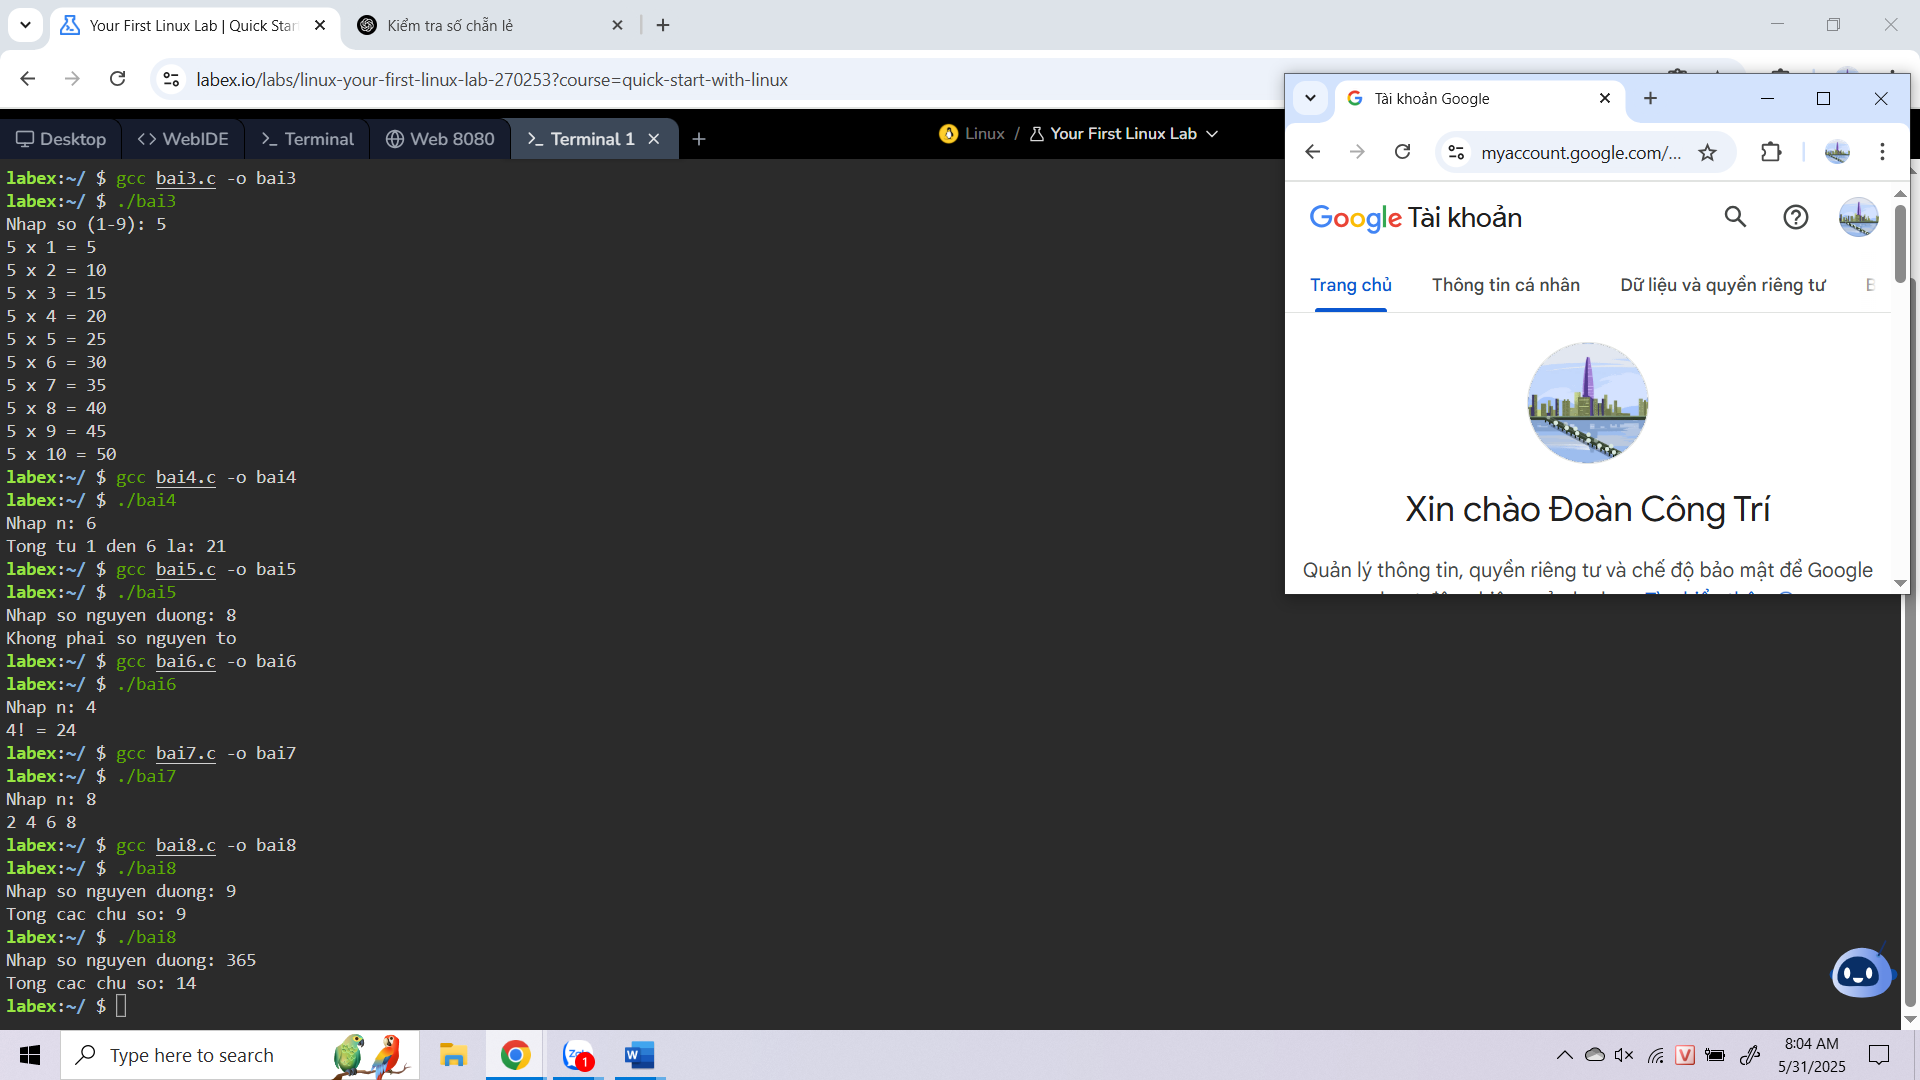 Your First Linux Lab | Quick Star
Kiểm tra số chẵn lẻ
labex.io/labs/linux-your-first-linux-lab-270253?course=quick-start-with-linux
Desktop
WebIDE
Terminal
Web 8080
Terminal 1
Linux / Your First Linux Lab
labex:~/ $ gcc bai3.c -o bai3
labex:~/ $ ./bai3
Nhap so (1-9): 5
5 x 1 = 5
5 x 2 = 10
5 x 3 = 15
5 x 4 = 20
5 x 5 = 25
5 x 6 = 30
5 x 7 = 35
5 x 8 = 40
5 x 9 = 45
5 x 10 = 50
labex:~/ $ gcc bai4.c -o bai4
labex:~/ $ ./bai4
Nhap n: 6
Tong tu 1 den 6 la: 21
labex:~/ $ gcc bai5.c -o bai5
labex:~/ $ ./bai5
Nhap so nguyen duong: 8
Khong phai so nguyen to
labex:~/ $ gcc bai6.c -o bai6
labex:~/ $ ./bai6
Nhap n: 4
4! = 24
labex:~/ $ gcc bai7.c -o bai7
labex:~/ $ ./bai7
Nhap n: 8
2 4 6 8
labex:~/ $ gcc bai8.c -o bai8
labex:~/ $ ./bai8
Nhap so nguyen duong: 9
Tong cac chu so: 9
labex:~/ $ ./bai8
Nhap so nguyen duong: 365
Tong cac chu so: 14
labex:~/ $
Tài khoản Google
myaccount.google.com/...
Google Tài khoản
Trang chủ
Thông tin cá nhân
Dữ liệu và quyền riêng tư
Xin chào Đoàn Công Trí
Quản lý thông tin, quyền riêng tư và chế độ bảo mật để Google
Type here to search
1
W
V
8:04 AM
5/31/2025